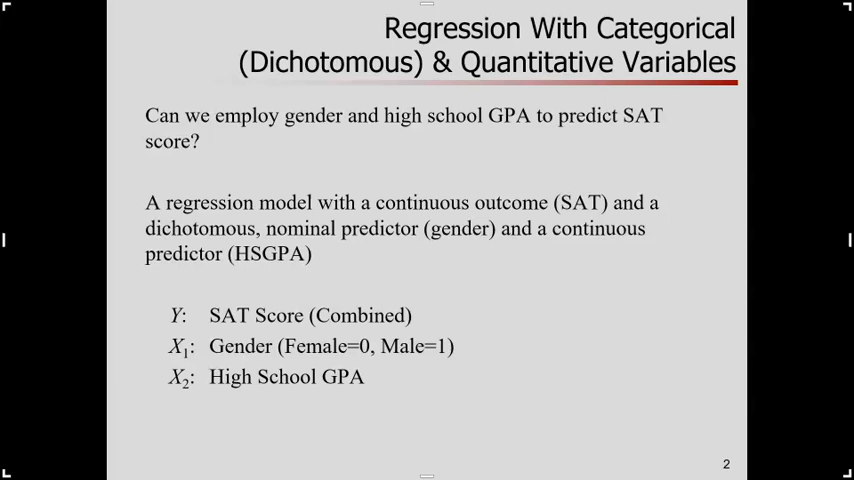 Regression With Categorical
(Dichotomous) & Quantitative Variables
Can we employ gender and high school GPA to predict SAT
score?
A regression model with a continuous outcome (SAT) and a
dichotomous, nominal predictor (gender) and a continuous
predictor (HSGPA)
Y: SAT Score (Combined)
X1: Gender (Female=0, Male=1)
X2: High School GPA
2